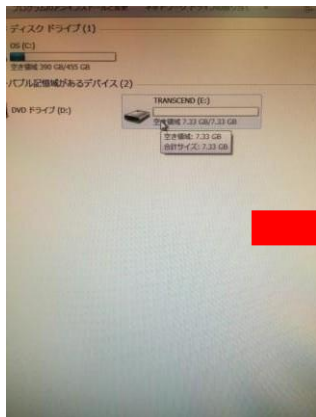 ディスク ドライブ (1)
OS (C:)
空き領域 390 GB/455 GB
バブル記憶域があるデバイス (2)
DVD ドライブ (D:)
TRANSCEND (E:)
空き領域 7.33 GB/7.33 GB
空き領域: 7.33 GB
合計サイズ: 7.33 GB